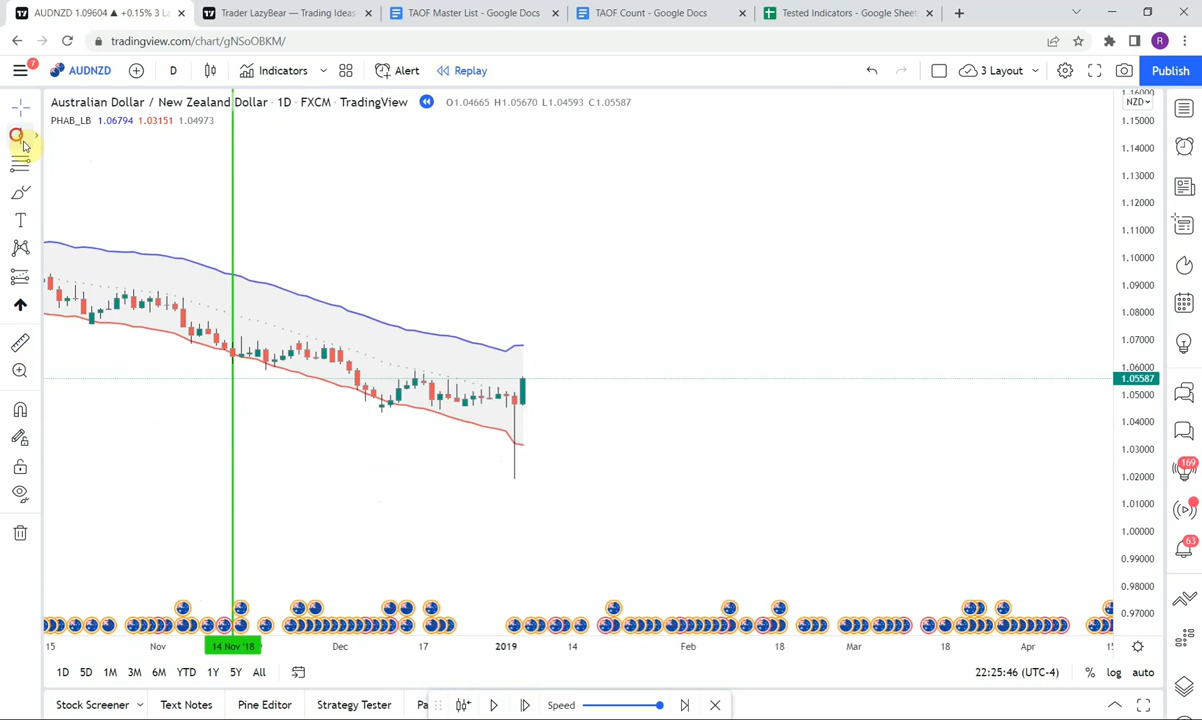 AUDNZD 1.09604 ▲ +0.15% 3 La
Trader LazyBear — Trading Ideas
TAOF Master List - Google Docs
TAOF Count - Google Docs
Tested Indicators - Google Sheet
tradingview.com/chart/gNSoOBKM/
R
7
AUDNZD
D
Indicators
Alert
Replay
3 Layout
Publish
Australian Dollar / New Zealand Dollar · 1D · FXCM · TradingView
O1.04665 H1.05670 L1.04593 C1.05587
PHAB_LB 1.06794 1.03151 1.04973
1.16000
NZD
1.15000
1.14000
1.13000
1.12000
1.11000
1.10000
1.09000
1.08000
1.07000
1.06000
1.05587
1.05000
1.04000
1.03000
1.02000
1.01000
1.00000
0.99000
0.98000
0.97000
169
63
15
Nov
14 Nov '18
Dec
17
2019
14
Feb
18
Mar
18
Apr
15
1D
5D
1M
3M
6M
YTD
1Y
5Y
All
22:25:46 (UTC-4)
%
log
auto
Stock Screener
Text Notes
Pine Editor
Strategy Tester
Pa
Speed